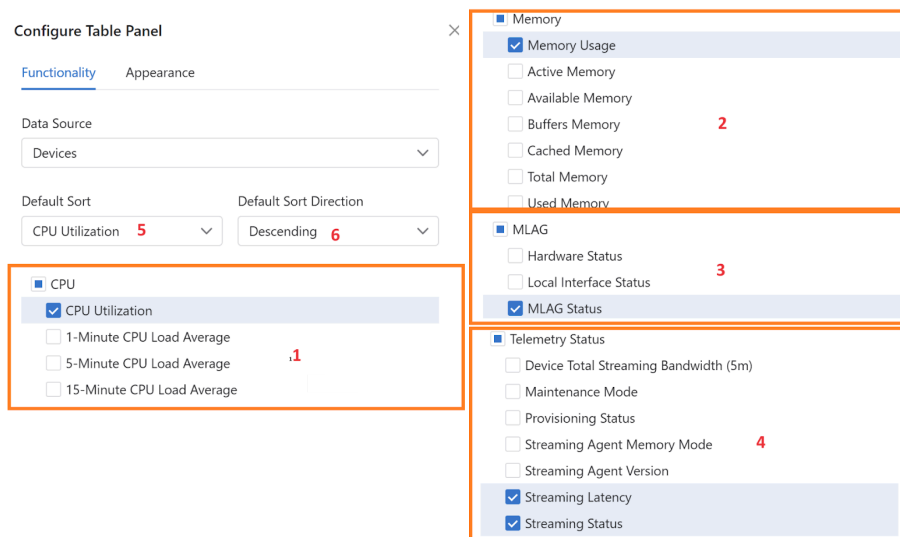 Configure Table Panel
Functionality
Appearance
Data Source
Devices
Default Sort
Default Sort Direction
CPU Utilization 5
Descending 6
CPU
CPU Utilization
1-Minute CPU Load Average
5-Minute CPU Load Average
15-Minute CPU Load Average
1
Memory
Memory Usage
Active Memory
Available Memory
Buffers Memory
2
Cached Memory
Total Memory
Used Memory
MLAG
Hardware Status
3
Local Interface Status
MLAG Status
Telemetry Status
Device Total Streaming Bandwidth (5m)
Maintenance Mode
Provisioning Status
Streaming Agent Memory Mode
4
Streaming Agent Version
Streaming Latency
Streaming Status